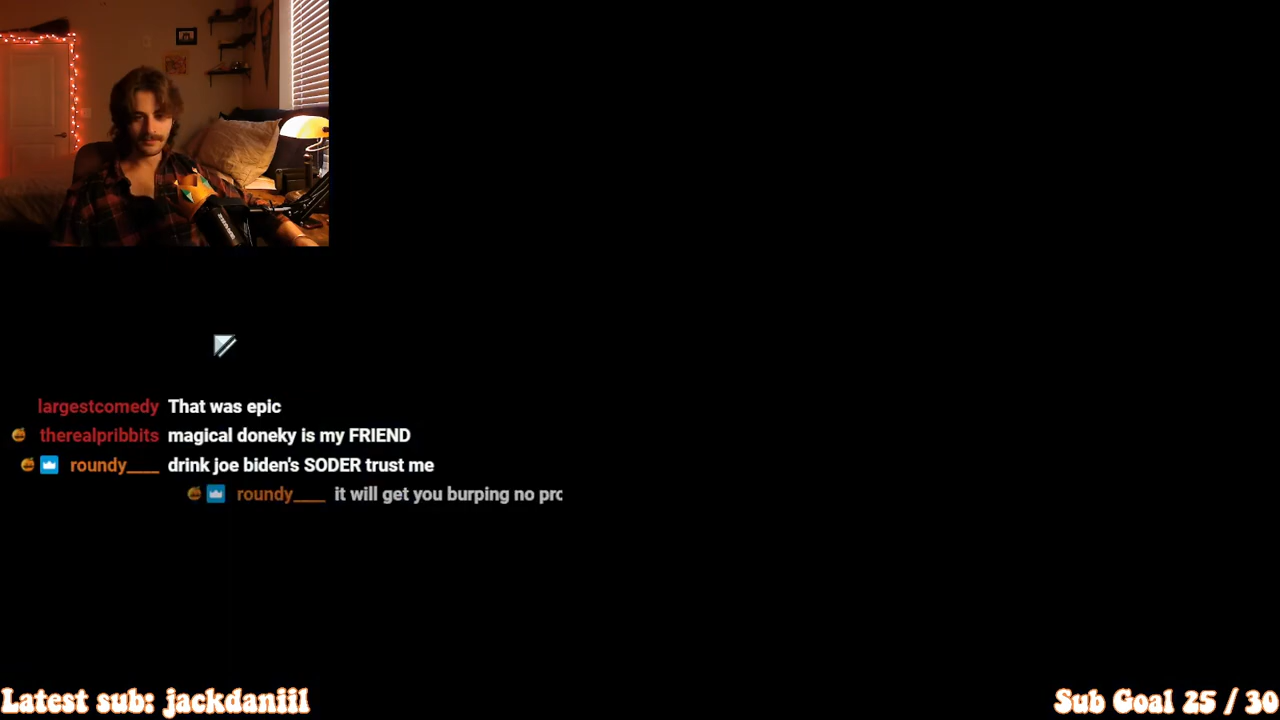 largestcomedy That was epic
therealpribbits magical doneky is my FRIEND
roundy____ drink joe biden's SODER trust me
roundy____ it will get you burping no
Latest sub: jackdaniil
Sub Goal 25 / 30